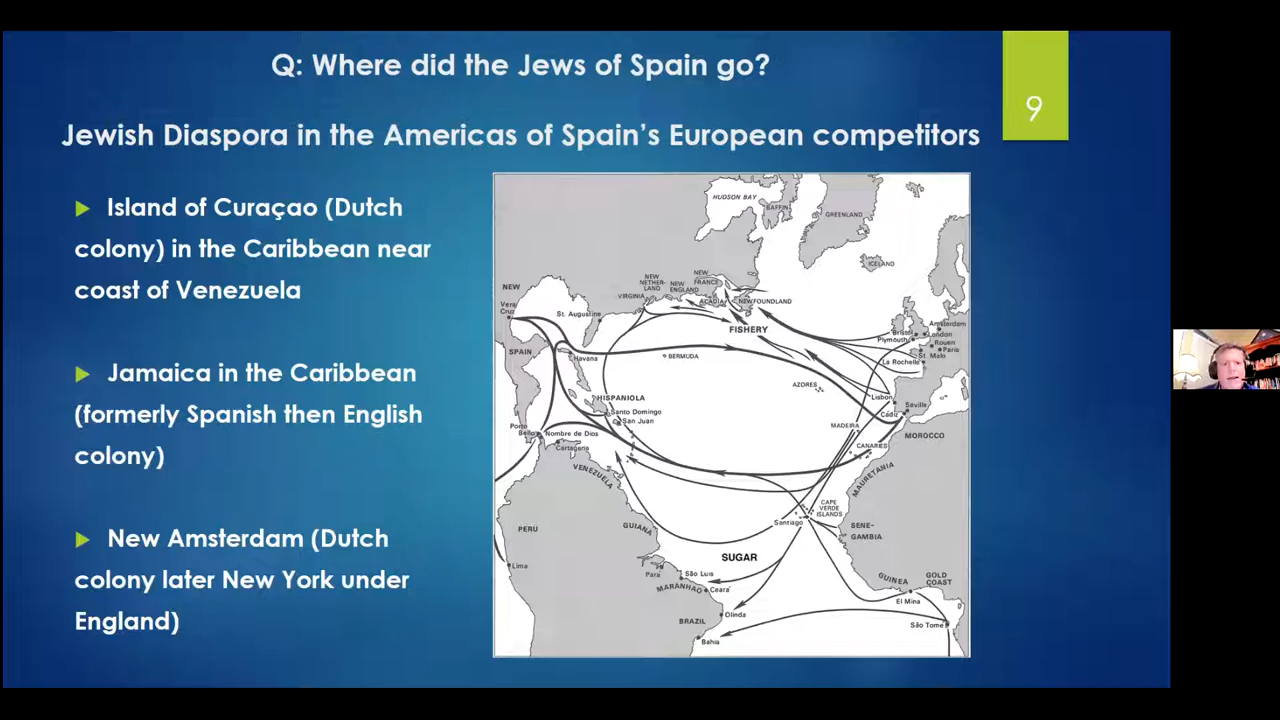 Q: Where did the Jews of Spain go?
9
Jewish Diaspora in the Americas of Spain's European competitors
Island of Curaçao (Dutch
colony) in the Caribbean near
coast of Venezuela
Jamaica in the Caribbean
(formerly Spanish then English
colony)
New Amsterdam (Dutch
colony later New York under
England)
HUDSON BAY
BAFFIN
GREENLAND
ICELAND
NEW
SPAIN
Vera
Cruz
St. Augustine
VIRGINIA
NEW
NETHER-
LAND
NEW
ENGLAND
NEW
FRANCE
ACADIA
NEWFOUNDLAND
FISHERY
Bristol
Plymouth
Amsterdam
London
Rouen
Paris
St. Malo
La Rochelle
Havana
BERMUDA
AZORES
Lisbon
Seville
Cádiz
HISPANIOLA
Santo Domingo
San Juan
MADEIRA
MOROCCO
Porto
Bello
Nombre de Dios
Cartagena
CANARIES
VENEZUELA
MAURETANIA
CAPE
VERDE
ISLANDS
Santiago
PERU
GUIANA
SENE-
GAMBIA
SUGAR
Lima
Pará
São Luis
MARANHÃO
Ceará
GUINEA
GOLD
COAST
El Mina
Olinda
BRAZIL
São Tomé
Bahia